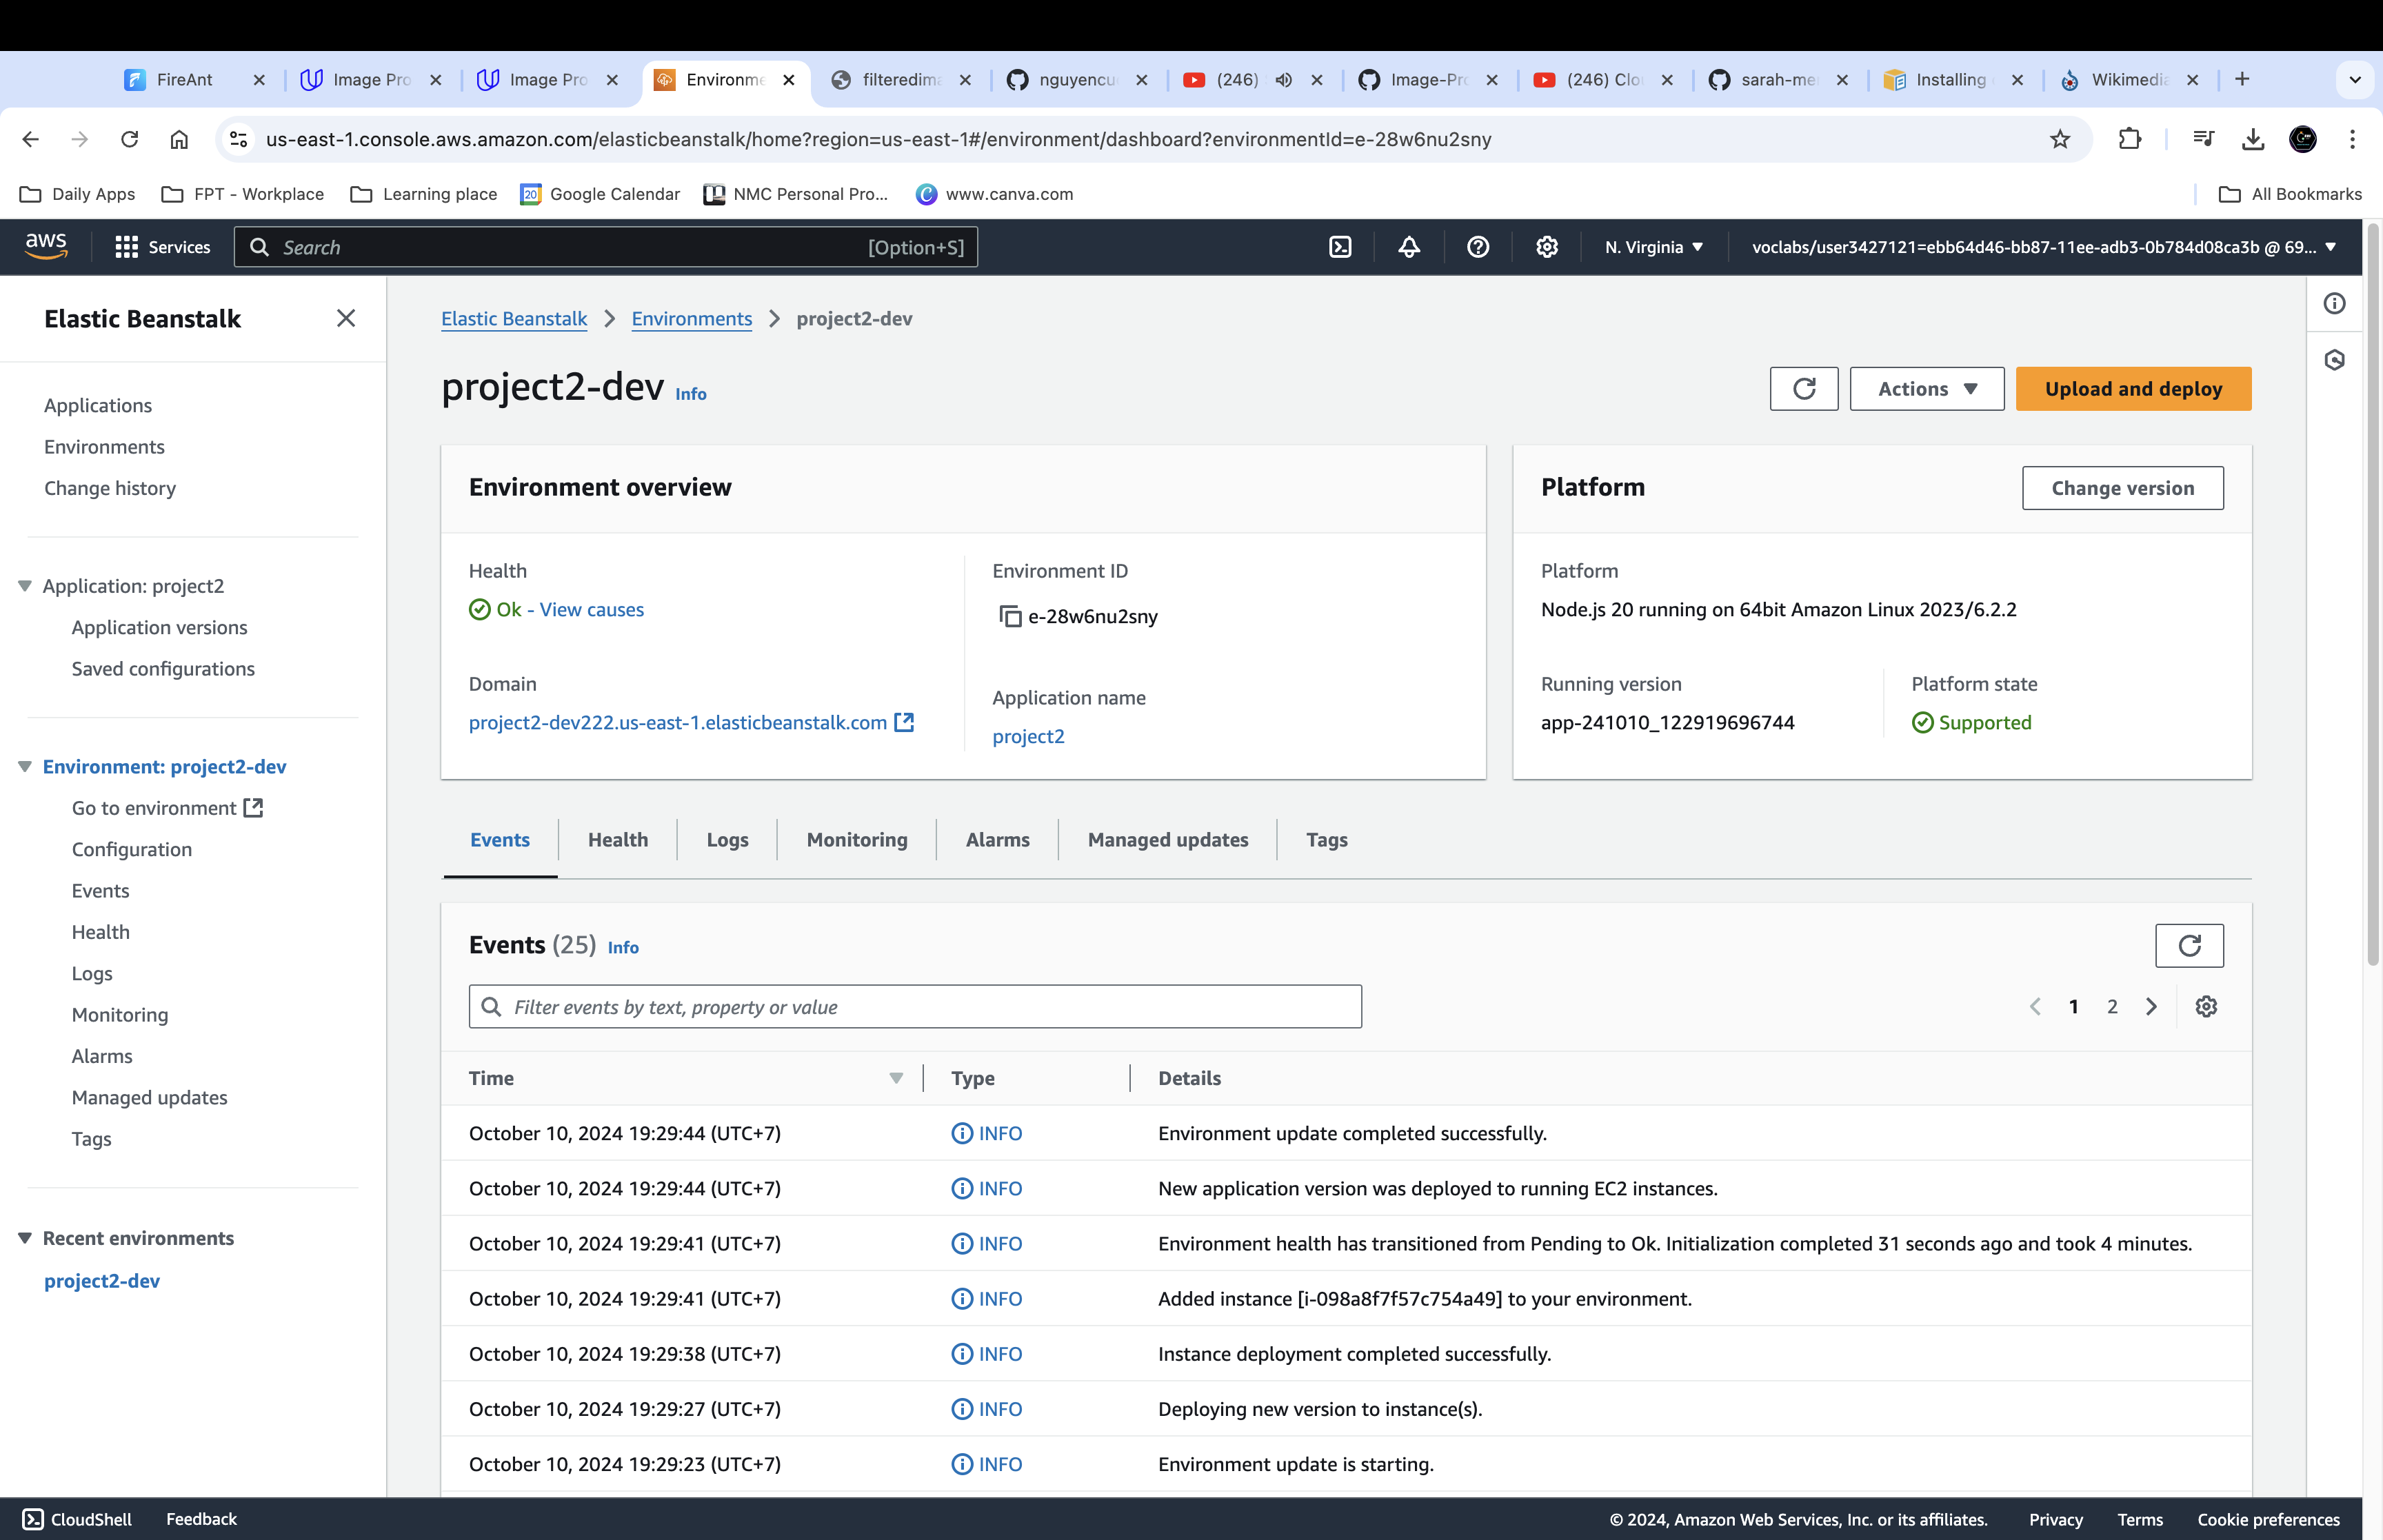 FireAnt
Image Pro
Image Pro
Environme
filteredima
nguyencu
(246)
Image-Pro
(246) Clo
sarah-me
Installing
Wikimedia
us-east-1.console.aws.amazon.com/elasticbeanstalk/home?region=us-east-1#/environment/dashboard?environmentId=e-28w6nu2sny
Daily Apps
FPT - Workplace
Learning place
20
Google Calendar
NMC Personal Pro...
www.canva.com
All Bookmarks
aws
Services
Search
[Option+S]
N. Virginia
voclabs/user3427121=ebb64d46-bb87-11ee-adb3-0b784d08ca3b @ 69...
Elastic Beanstalk
Applications
Environments
Change history
Application: project2
Application versions
Saved configurations
Environment: project2-dev
Go to environment
Configuration
Events
Health
Logs
Monitoring
Alarms
Managed updates
Tags
Recent environments
project2-dev
Elastic Beanstalk
Environments
project2-dev
project2-dev Info
Actions
Upload and deploy
Environment overview
Health
Ok - View causes
Domain
project2-dev222.us-east-1.elasticbeanstalk.com
Environment ID
e-28w6nu2sny
Application name
project2
Platform
Change version
Platform
Node.js 20 running on 64bit Amazon Linux 2023/6.2.2
Running version
app-241010_122919696744
Platform state
Supported
Events
Health
Logs
Monitoring
Alarms
Managed updates
Tags
Events (25) Info
Filter events by text, property or value
1
2
Time
Type
Details
October 10, 2024 19:29:44 (UTC+7) INFO Environment update completed successfully.
October 10, 2024 19:29:44 (UTC+7) INFO New application version was deployed to running EC2 instances.
October 10, 2024 19:29:41 (UTC+7) INFO Environment health has transitioned from Pending to Ok. Initialization completed 31 seconds ago and took 4 minutes.
October 10, 2024 19:29:41 (UTC+7) INFO Added instance [i-098a8f7f57c754a49] to your environment.
October 10, 2024 19:29:38 (UTC+7) INFO Instance deployment completed successfully.
October 10, 2024 19:29:27 (UTC+7) INFO Deploying new version to instance(s).
October 10, 2024 19:29:23 (UTC+7) INFO Environment update is starting.
CloudShell
Feedback
© 2024, Amazon Web Services, Inc. or its affiliates.
Privacy
Terms
Cookie preferences